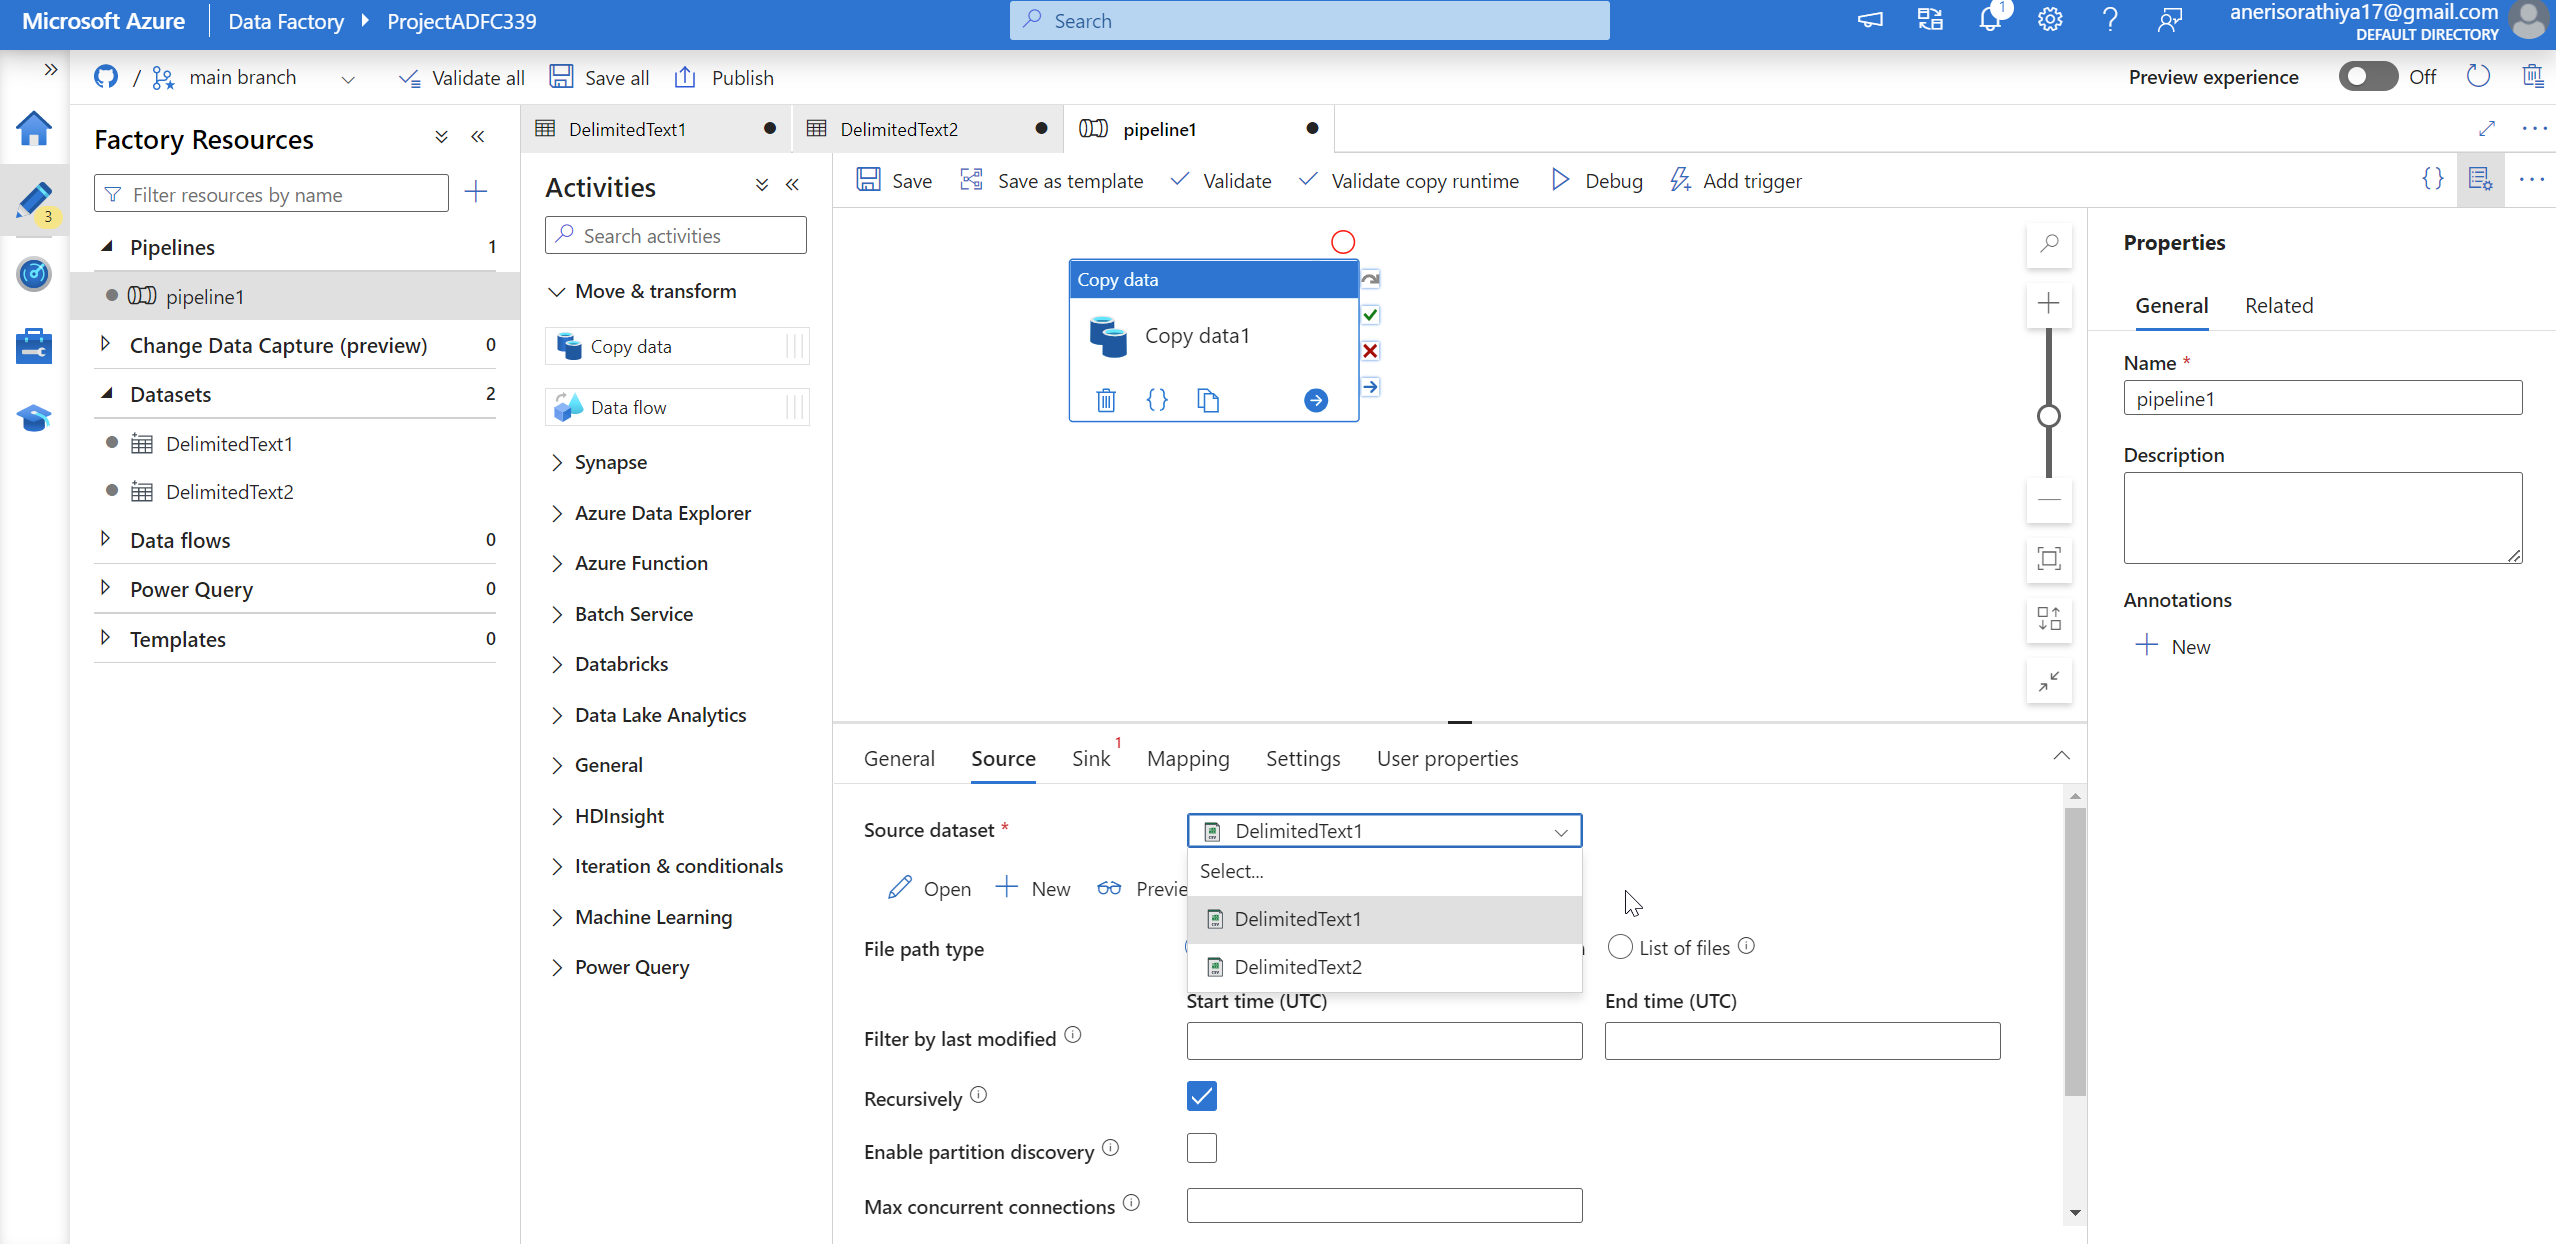 Microsoft Azure
Data Factory
ProjectADFC339
Search
1
anerisorathiya17@gmail.com
DEFAULT DIRECTORY
/
main branch
Validate all
Save all
Publish
Preview experience
Off
3
Factory Resources
Filter resources by name
Pipelines 1
pipeline1
Change Data Capture (preview) 0
Datasets 2
DelimitedText1
DelimitedText2
Data flows 0
Power Query 0
Templates 0
DelimitedText1
DelimitedText2
pipeline1
Activities
Search activities
Move & transform
Copy data
Data flow
Synapse
Azure Data Explorer
Azure Function
Batch Service
Databricks
Data Lake Analytics
General
HDInsight
Iteration & conditionals
Machine Learning
Power Query
Save
Save as template
Validate
Validate copy runtime
Debug
Add trigger
{}
Copy data
Copy data1
{}
General
Source
Sink 1
Mapping
Settings
User properties
Source dataset *
DelimitedText1
Select...
DelimitedText1
DelimitedText2
Open
New
Previe
File path type
List of files
Start time (UTC)
End time (UTC)
Filter by last modified
Recursively
Enable partition discovery
Max concurrent connections
Properties
General
Related
Name *
pipeline1
Description
Annotations
New